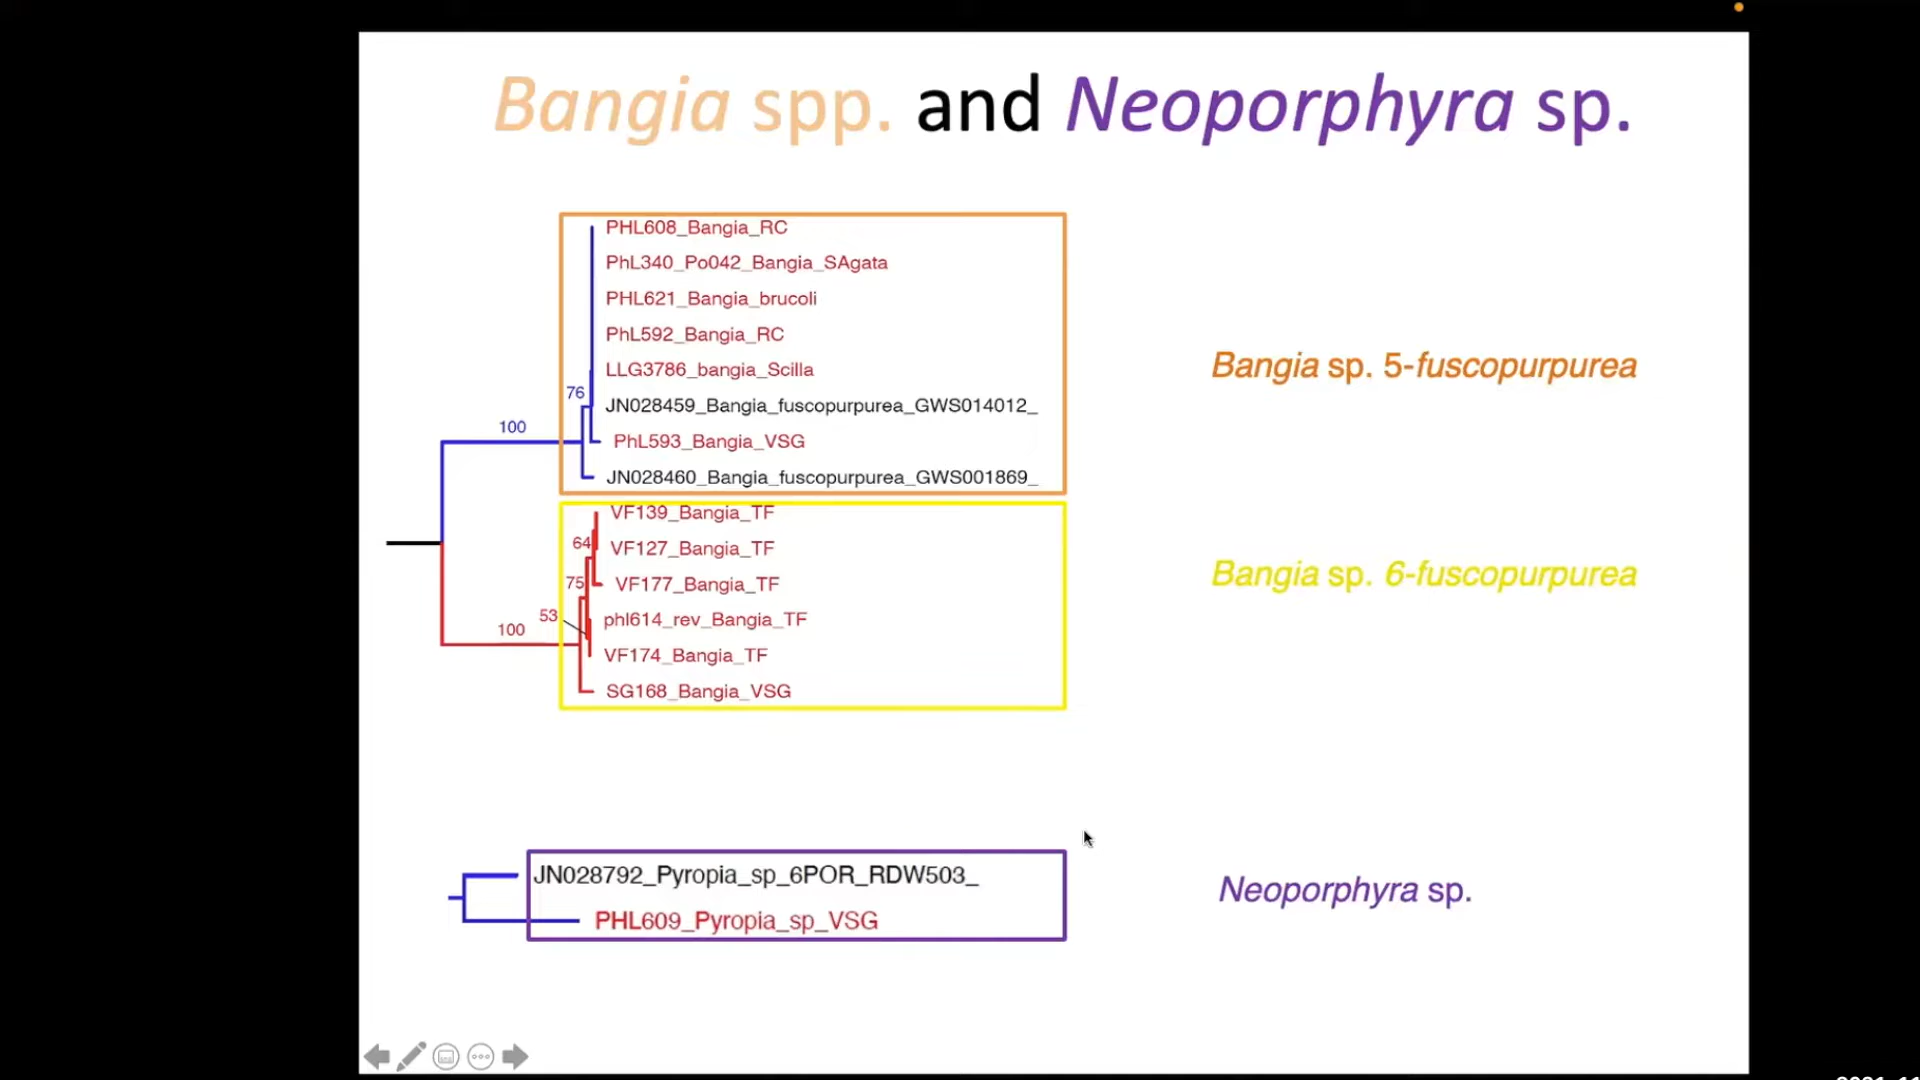 Bangia spp. and Neoporphyra sp.
PHL608_Bangia_RC
PhL340_Po042_Bangia_SAgata
PHL621_Bangia_brucoli
PhL592_Bangia_RC
LLG3786_bangia_Scilla
76
JN028459_Bangia_fuscopurpurea_GWS014012_
100
PhL593_Bangia_VSG
JN028460_Bangia_fuscopurpurea_GWS001869_
Bangia sp. 5-fuscopurpurea
VF139_Bangia_TF
64
VF127_Bangia_TF
75
VF177_Bangia_TF
53
phl614_rev_Bangia_TF
100
VF174_Bangia_TF
SG168_Bangia_VSG
Bangia sp. 6-fuscopurpurea
JN028792_Pyropia_sp_6POR_RDW503_
PHL609_Pyropia_sp_VSG
Neoporphyra sp.